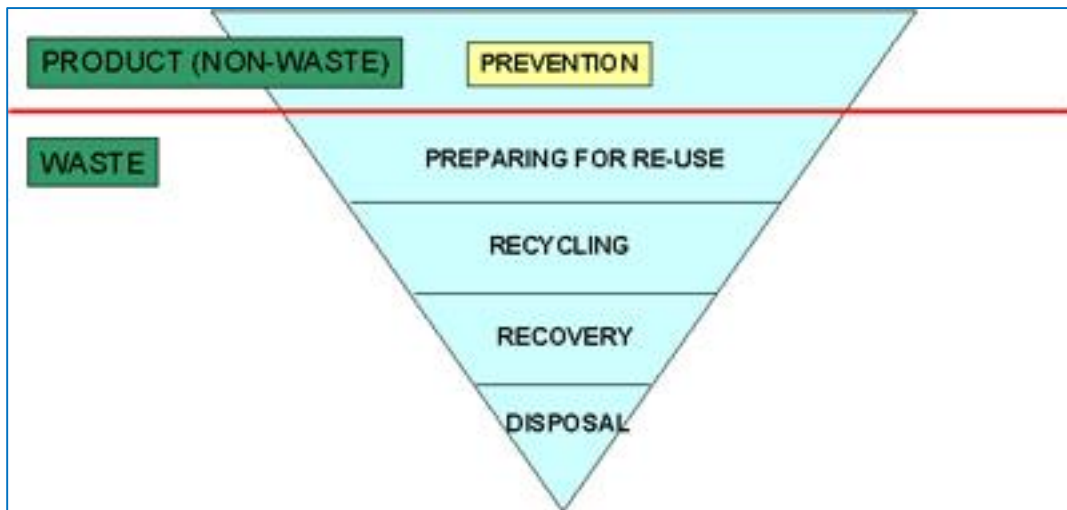 PRODUCT (NON-WASTE)
PREVENTION
WASTE
PREPARING FOR RE-USE
RECYCLING
RECOVERY
DISPOSAL